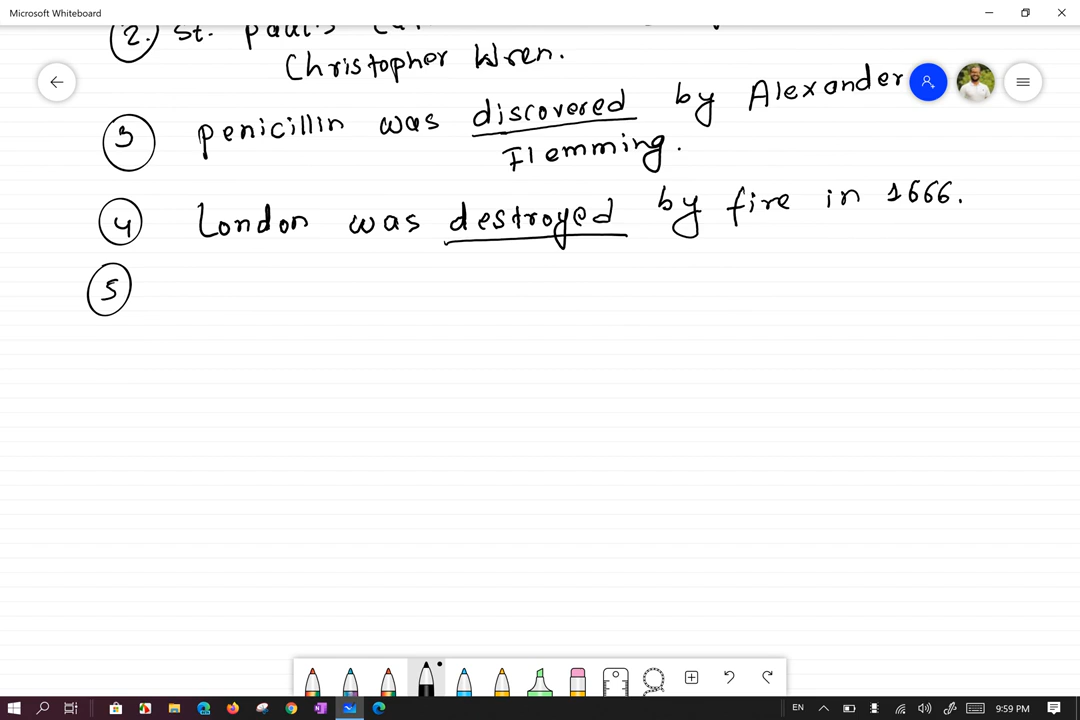 Microsoft Whiteboard
2. St. Paul's
Christopher Wren.
3 Penicillin was discovered by Alexander
Flemming.
4 London was destroyed by fire in 1666.
5
EN 9:59 PM